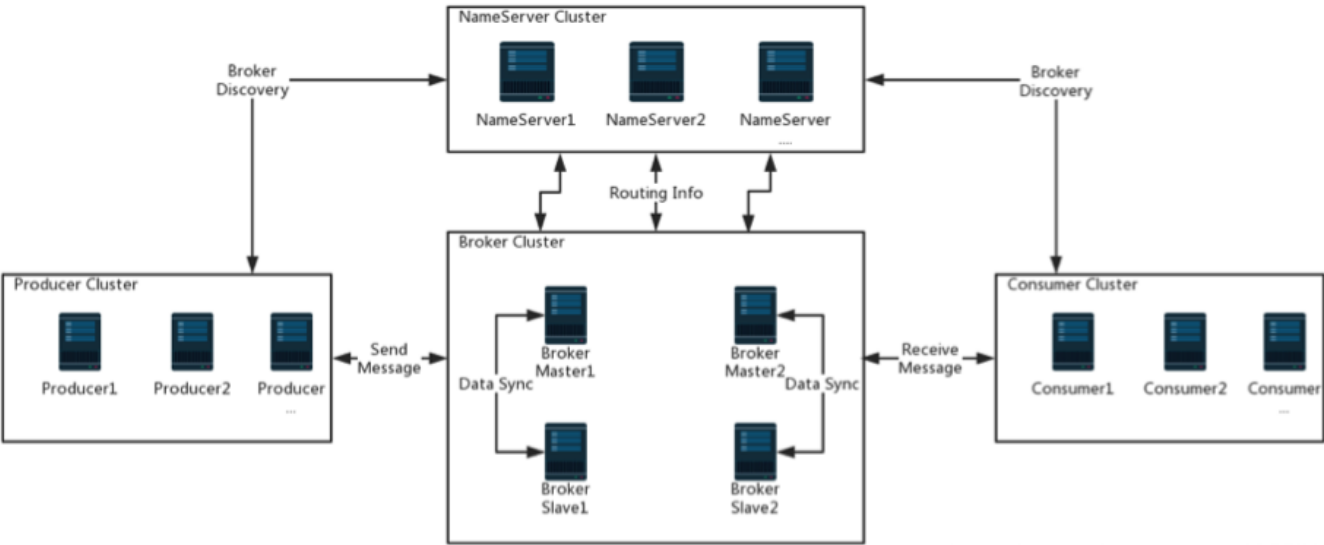 NameServer Cluster
NameServer1
NameServer2
NameServer
....
Broker
Discovery
Broker
Discovery
Routing Info
Broker Cluster
Producer Cluster
Producer1
Producer2
Producer
...
Send
Message
Broker
Master1
Broker
Master2
Data Sync
Data Sync
Broker
Slave1
Broker
Slave2
Receive
Message
Consumer Cluster
Consumer1
Consumer2
Consumer
...